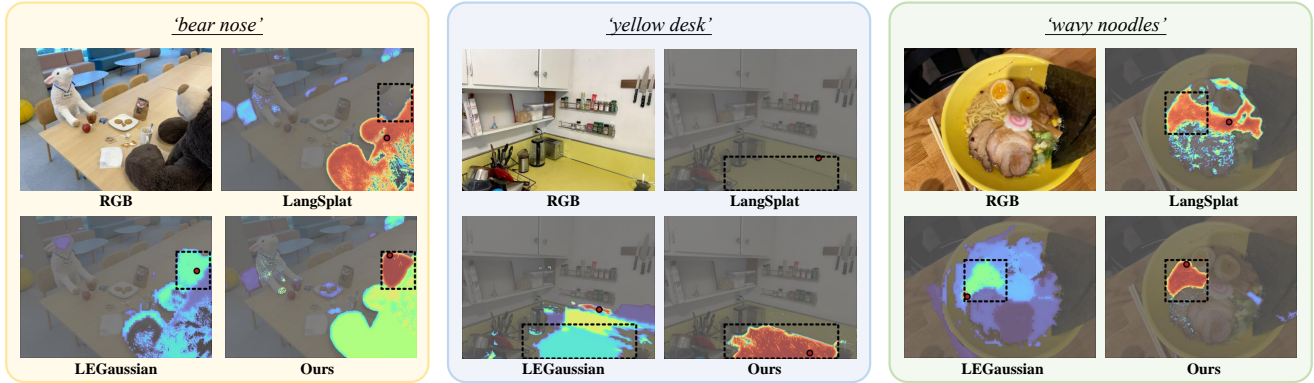 'bear nose'
RGB
LangSplat
LEGaussian
Ours
'yellow desk'
RGB
LangSplat
LEGaussian
Ours
'wavy noodles'
RGB
LangSplat
LEGaussian
Ours